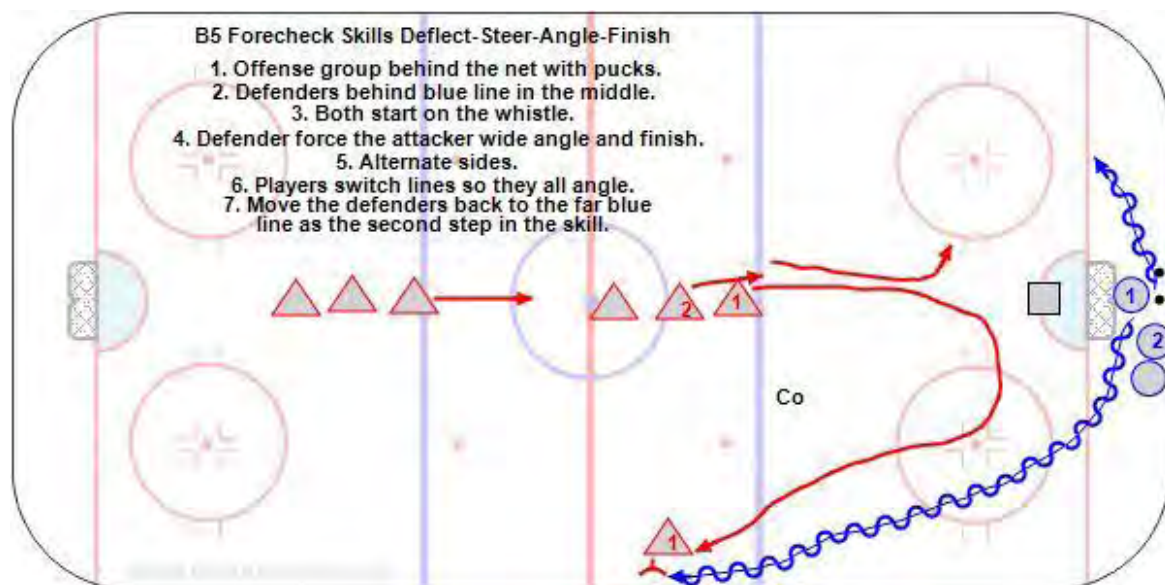 B5 Forecheck Skills Deflect-Steer-Angle-Finish
1. Offense group behind the net with pucks.
2. Defenders behind blue line in the middle.
3. Both start on the whistle.
4. Defender force the attacker wide angle and finish.
5. Alternate sides.
6. Players switch lines so they all angle.
7. Move the defenders back to the far blue
line as the second step in the skill.
2
1
1
2
Co
1